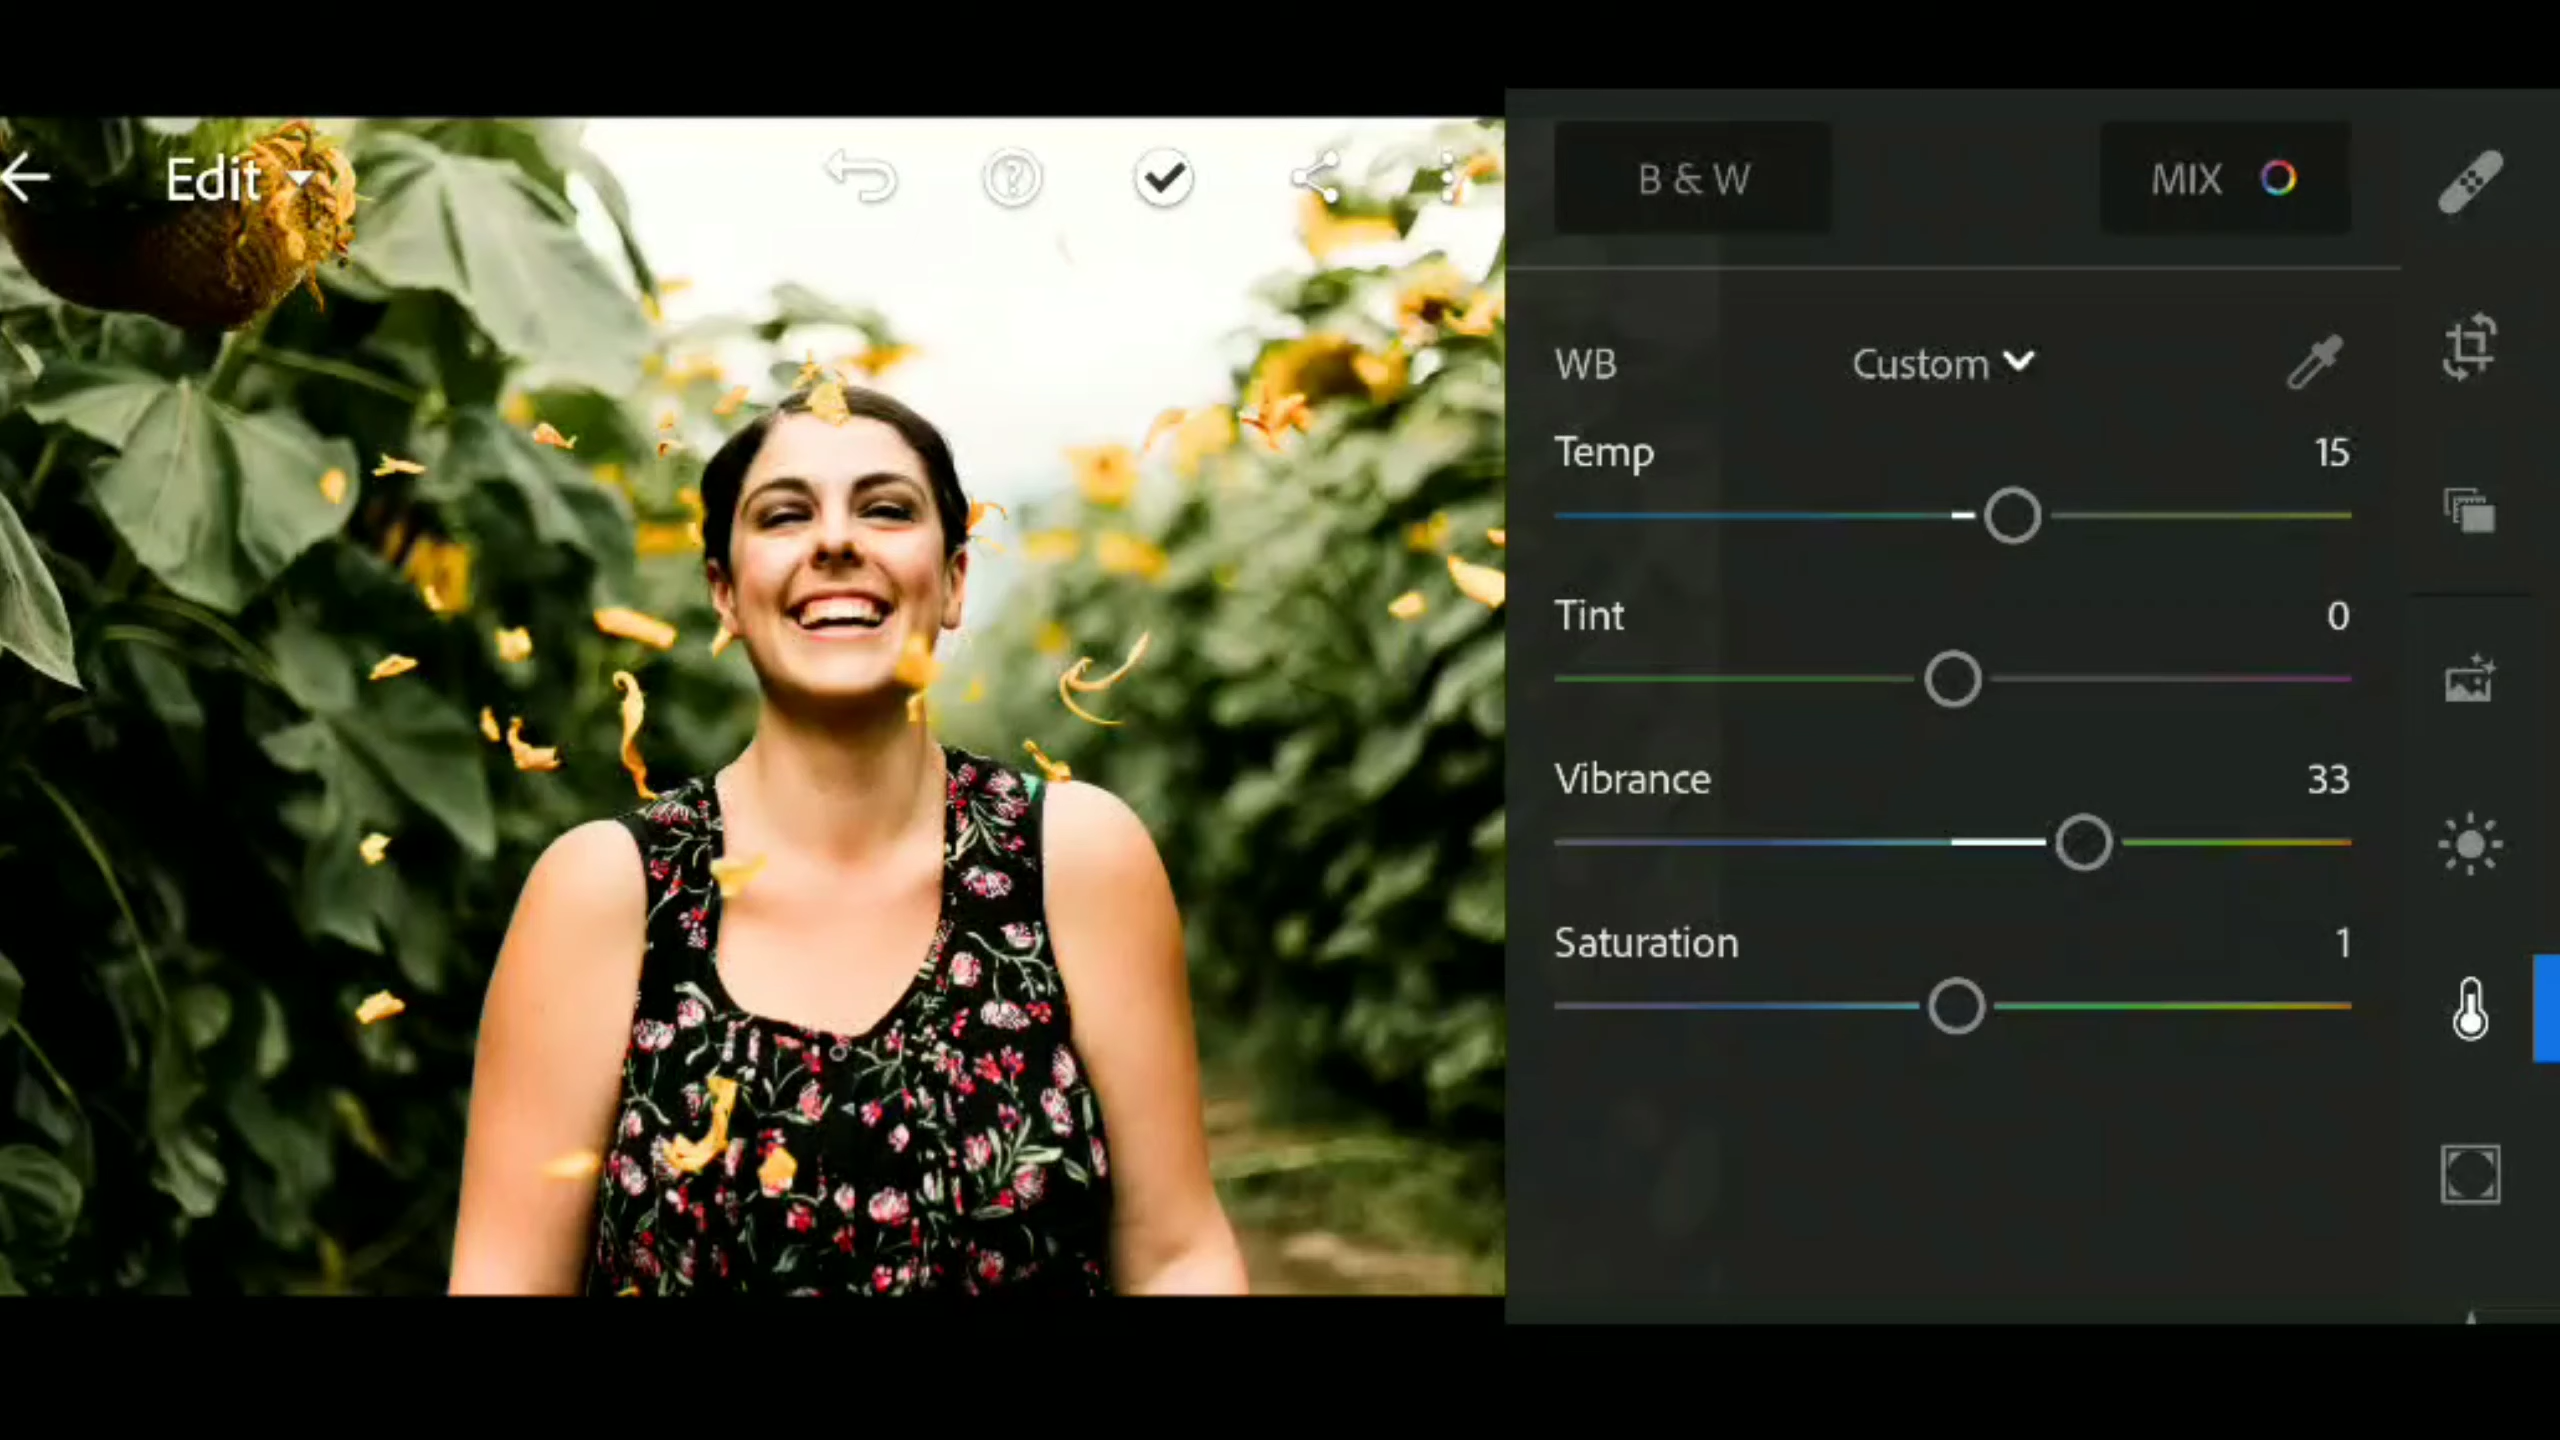 Edit
B & W
MIX
WB Custom
Temp 15
Tint 0
Vibrance 33
Saturation 1